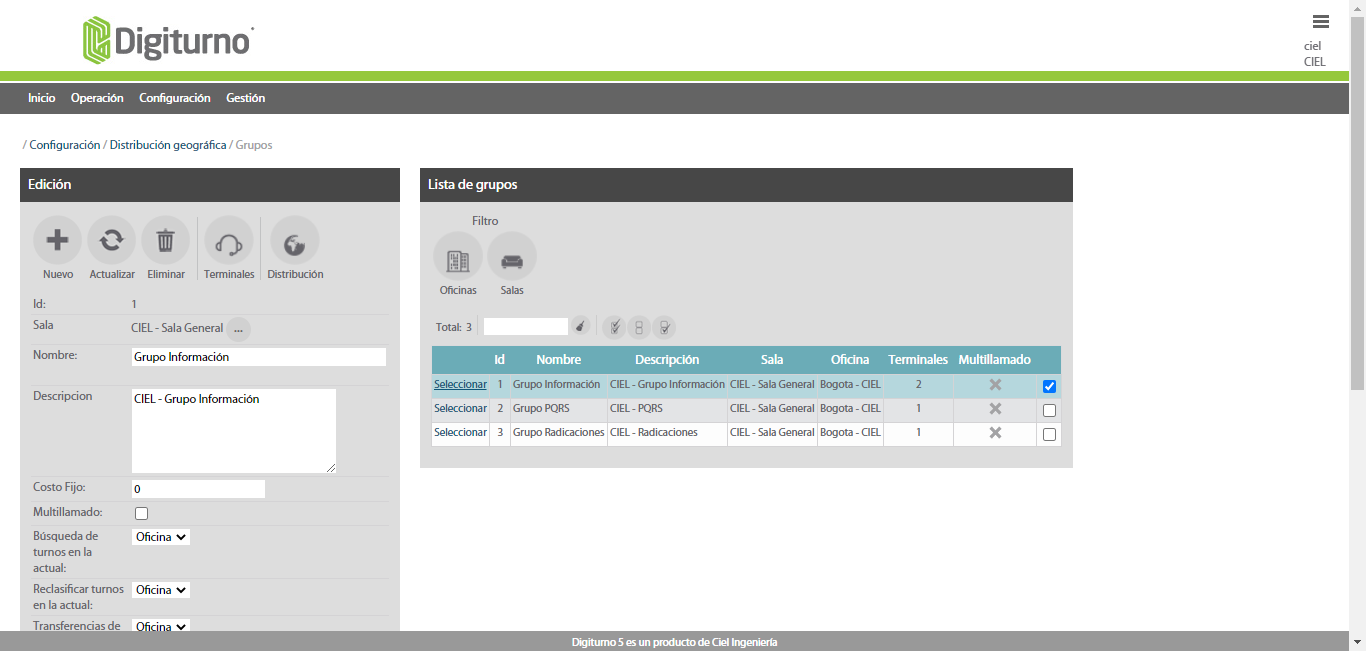 Digiturno
ciel
CIEL
Inicio Operación Configuración Gestión
/ Configuración / Distribución geográfica / Grupos
Edición
Nuevo Actualizar Eliminar Terminales Distribución
Id: 1
Sala CIEL - Sala General ...
Nombre: Grupo Información
Descripcion CIEL - Grupo Información
Costo Fijo: 0
Multillamado:
Búsqueda de turnos en la actual: Oficina
Reclasificar turnos en la actual: Oficina
Transferencias de Oficina
Lista de grupos
Filtro
Oficinas Salas
Total: 3
Id Nombre Descripción Sala Oficina Terminales Multillamado
Seleccionar 1 Grupo Información CIEL - Grupo Información CIEL - Sala General Bogota - CIEL 2
Seleccionar 2 Grupo PQRS CIEL - PQRS CIEL - Sala General Bogota - CIEL 1
Seleccionar 3 Grupo Radicaciones CIEL - Radicaciones CIEL - Sala General Bogota - CIEL 1
Digiturno 5 es un producto de Ciel Ingeniería